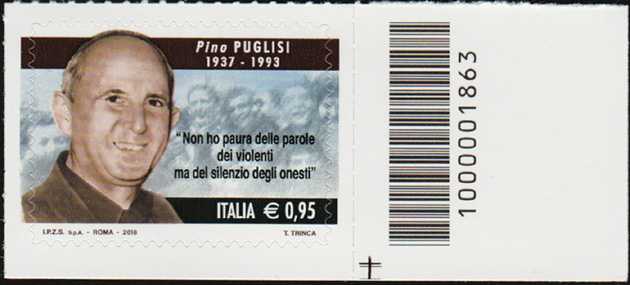 Pino PUGLISI
1937 - 1993
"Non ho paura delle parole
dei violenti
ma del silenzio degli onesti"
ITALIA € 0,95
I.P.Z.S. S.p.A. - ROMA - 2018
T. TRINCA
1000001863